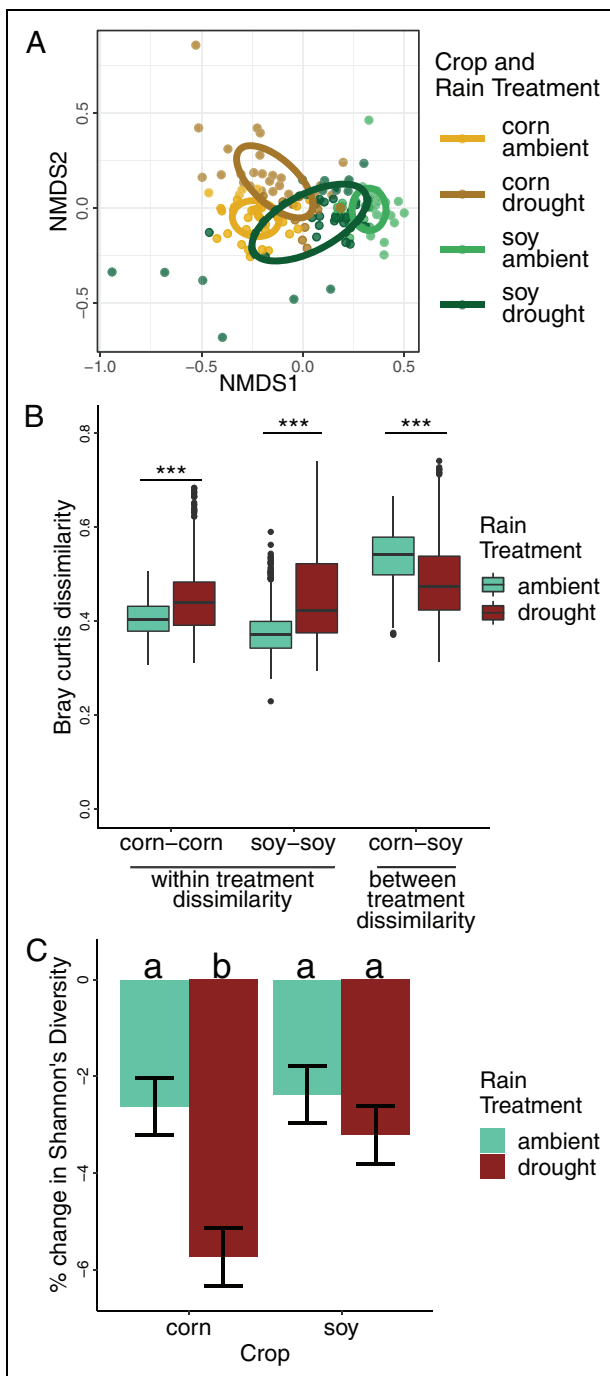 A
NMDS2
0.5
0.0
-0.5
-1.0
-0.5
0.0
0.5
NMDS1
Crop and
Rain Treatment
corn
ambient
corn
drought
soy
ambient
soy
drought
B
Bray curtis dissimilarity
0.8
0.6
0.4
0.2
0.0
***
***
***
corn−corn
soy−soy
corn−soy
within treatment
dissimilarity
between
treatment
dissimilarity
Rain
Treatment
ambient
drought
C
% change in Shannon's Diversity
0
−2
−4
−6
a
b
a
a
corn
soy
Crop
Rain
Treatment
ambient
drought